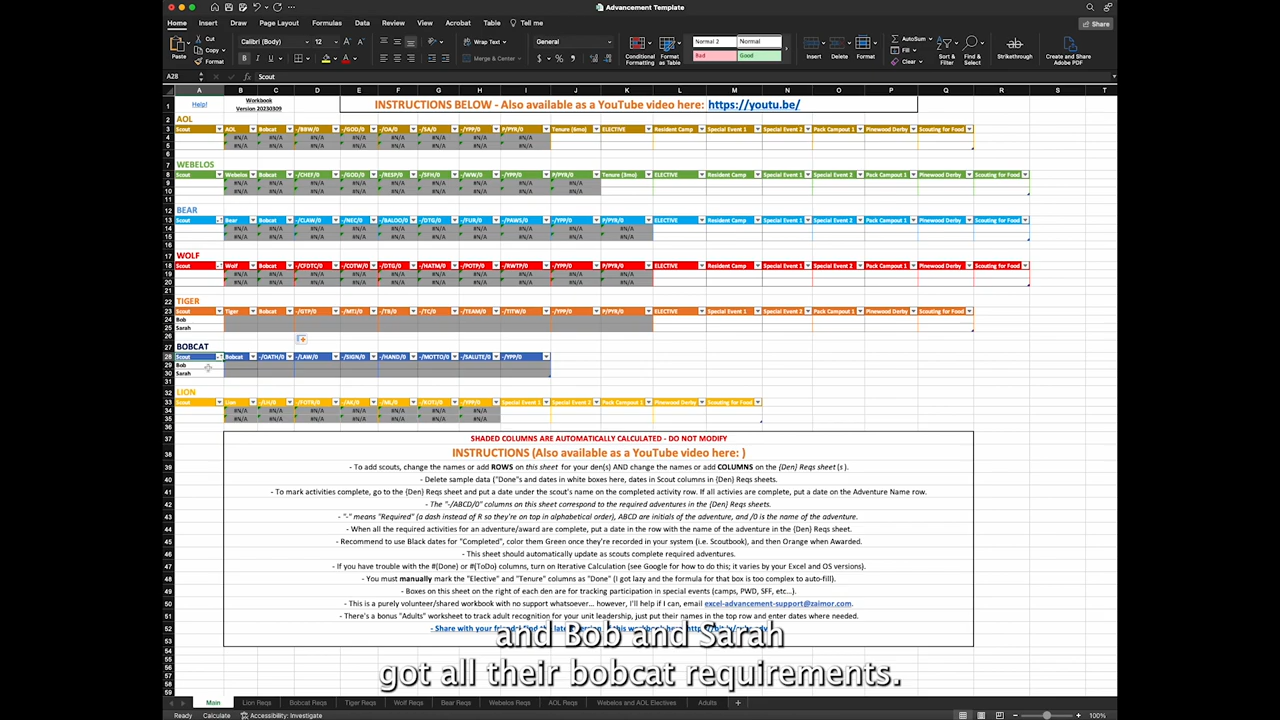 Advancement Template
Home Insert Draw Page Layout Formulas Data Review View Acrobat Table Tell me
Share
Paste Cut Copy Format
Calibri (Body) 12
Wrap Text Merge & Center
General
Conditional Formatting Format as Table
Normal 2 Normal Bad Good
Insert Delete Format
AutoSum Fill Clear
Sort & Filter Find & Select
Strikethrough
Create and Share Adobe PDF
A28 fx Scout
A B C D E F G H I J K L M N O P Q R S T
Help! Workbook Version 20230309
INSTRUCTIONS BELOW - Also available as a YouTube video here: https://youtu.be/
AOL
Scout AOL Bobcat -/BBW/0 -/GOD/0 -/OA/0 -/SA/0 -/YPP/0 P/PYR/0 Tenure (6mo) ELECTIVE Resident Camp Special Event 1 Special Event 2 Pack Campout 1 Pinewood Derby Scouting for Food
#N/A #N/A #N/A #N/A #N/A #N/A #N/A #N/A
#N/A #N/A #N/A #N/A #N/A #N/A #N/A #N/A
WEBELOS
Scout Webelos Bobcat -/CHEF/0 -/GOD/0 -/RESP/0 -/SFH/0 -/WW/0 -/YPP/0 P/PYR/0 Tenure (3mo) ELECTIVE Resident Camp Special Event 1 Special Event 2 Pack Campout 1 Pinewood Derby Scouting for Food
#N/A #N/A #N/A #N/A #N/A #N/A #N/A #N/A #N/A
#N/A #N/A #N/A #N/A #N/A #N/A #N/A #N/A #N/A
BEAR
Scout Bear Bobcat -/CLAW/0 -/NEC/0 -/BALOO/0 -/DTG/0 -/FUR/0 -/PAWS/0 -/YPP/0 P/PYR/0 ELECTIVE Resident Camp Special Event 1 Special Event 2 Pack Campout 1 Pinewood Derby Scouting for Food
#N/A #N/A #N/A #N/A #N/A #N/A #N/A #N/A #N/A #N/A
#N/A #N/A #N/A #N/A #N/A #N/A #N/A #N/A #N/A #N/A
WOLF
Scout Wolf Bobcat -/CFDTC/0 -/COTW/0 -/DTG/0 -/HATM/0 -/POTP/0 -/RWTP/0 -/YPP/0 P/PYR/0 ELECTIVE Resident Camp Special Event 1 Special Event 2 Pack Campout 1 Pinewood Derby Scouting for Food
#N/A #N/A #N/A #N/A #N/A #N/A #N/A #N/A #N/A #N/A
#N/A #N/A #N/A #N/A #N/A #N/A #N/A #N/A #N/A #N/A
TIGER
Scout Tiger Bobcat -/GTP/0 -/MTJ/0 -/TB/0 -/TC/0 -/TEAM/0 -/TITW/0 -/YPP/0 P/PYR/0 ELECTIVE Resident Camp Special Event 1 Special Event 2 Pack Campout 1 Pinewood Derby Scouting for Food
Bob
Sarah
BOBCAT
Scout Bobcat -/OATH/0 -/LAW/0 -/SIGN/0 -/HAND/0 -/MOTTO/0 -/SALUTE/0 -/YPP/0
Bob
Sarah
LION
Scout Lion -/LH/0 -/FOTR/0 -/AK/0 -/ML/0 -/KOTJ/0 -/YPP/0 Special Event 1 Special Event 2 Pack Campout 1 Pinewood Derby Scouting for Food
#N/A #N/A #N/A #N/A #N/A #N/A #N/A
#N/A #N/A #N/A #N/A #N/A #N/A #N/A
SHADED COLUMNS ARE AUTOMATICALLY CALCULATED - DO NOT MODIFY
INSTRUCTIONS (Also available as a YouTube video here: )
- To add scouts, change the names or add ROWS on this sheet for your den(s) AND change the names or add COLUMNS on the {Den} Reqs sheet(s).
- Delete sample data ("Done"s and dates in white boxes here, dates in Scout columns in {Den} Reqs sheets.
- To mark activities complete, go to the {Den} Reqs sheet and put a date under the scout's name on the completed activity row. If all activies are complete, put a date on the Adventure Name row.
- The "-/ABCD/0" columns on this sheet correspond to the required adventures in the {Den} Reqs sheets.
- "-" means "Required" (a dash instead of R so they're on top in alphabetical order), ABCD are initials of the adventure, and /0 is the name of the adventure.
- When all the required activities for an adventure/award are complete, put a date in the row with the name of the adventure in the {Den} Reqs sheet.
- Recommend to use Black dates for "Completed", color them Green once they're recorded in your system (i.e. Scoutbook), and then Orange when Awarded.
- This sheet should automatically update as scouts complete required adventures.
- If you have trouble with the #(Done) or #(ToDo) columns, turn on Iterative Calculation (see Google for how to do this; it varies by your Excel and OS versions).
- You must manually mark the "Elective" and "Tenure" columns as "Done" (I got lazy and the formula for that box is too complex to auto-fill).
- Boxes on this sheet on the right of each den are for tracking participation in special events (camps, PWD, SFF, etc...).
- This is a purely volunteer/shared workbook with no support whatsoever... however, I'll help if I can, email excel-advancement-support@zaimor.com.
- There's a bonus "Adults" worksheet to track adult recognition for your unit leadership, just put their names in the top row and enter dates where needed.
- Share with your friends!
and Bob and Sarah
got all their bobcat requirements.
Main Lion Reqs Bobcat Reqs Tiger Reqs Wolf Reqs Bear Reqs Webelos Reqs AOL Reqs Webelos and AOL Electives Adults
Ready Calculate Accessibility: Investigate 100%